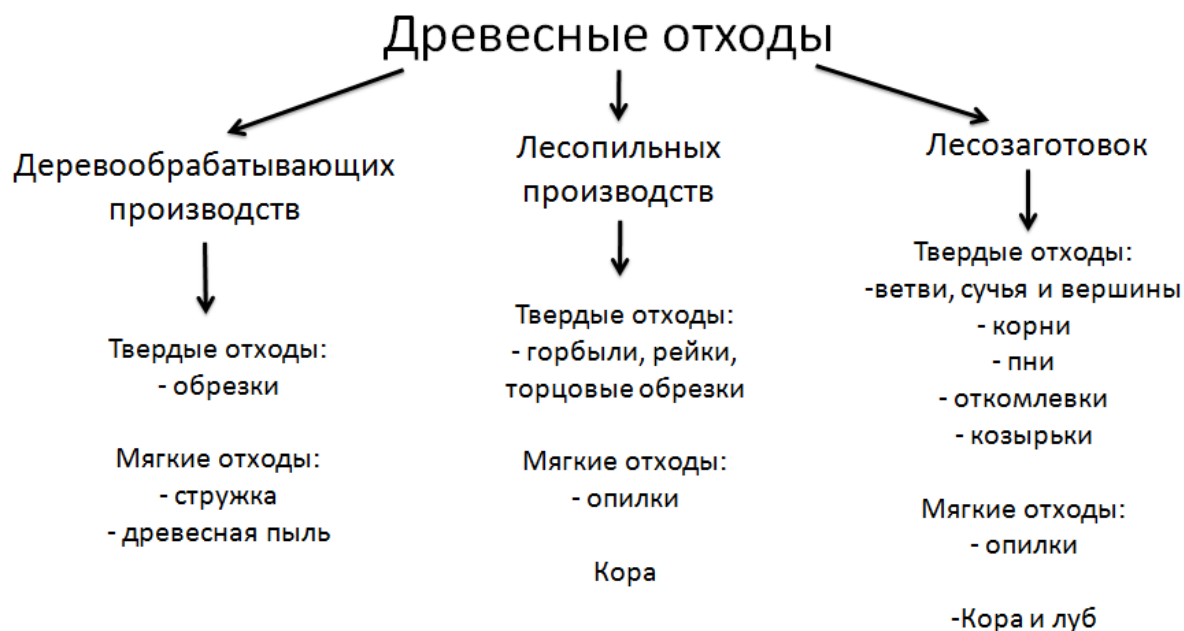 Древесные отходы
Деревообрабатывающих
производств
Твердые отходы:
- обрезки
Мягкие отходы:
- стружка
- древесная пыль
Лесопильных
производств
Твердые отходы:
- горбыли, рейки,
торцовые обрезки
Мягкие отходы:
- опилки
Кора
Лесозаготовок
Твердые отходы:
-ветви, сучья и вершины
- корни
- пни
- откомлевки
- козырьки
Мягкие отходы:
- опилки
-Кора и луб